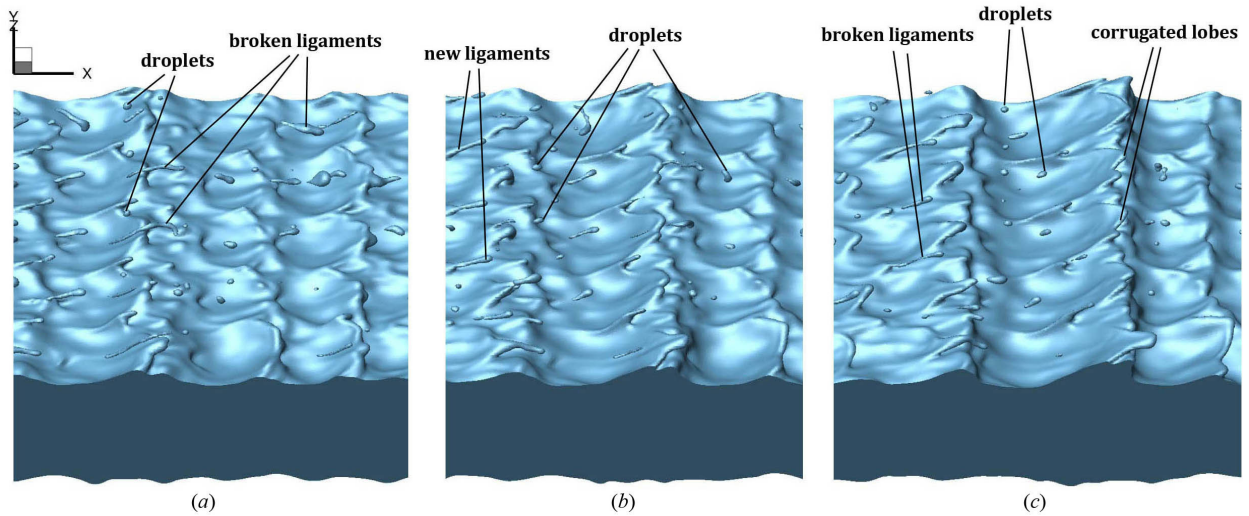 Y
Z
X
droplets
broken ligaments
new ligaments
droplets
broken ligaments
droplets
corrugated lobes
(a)
(b)
(c)